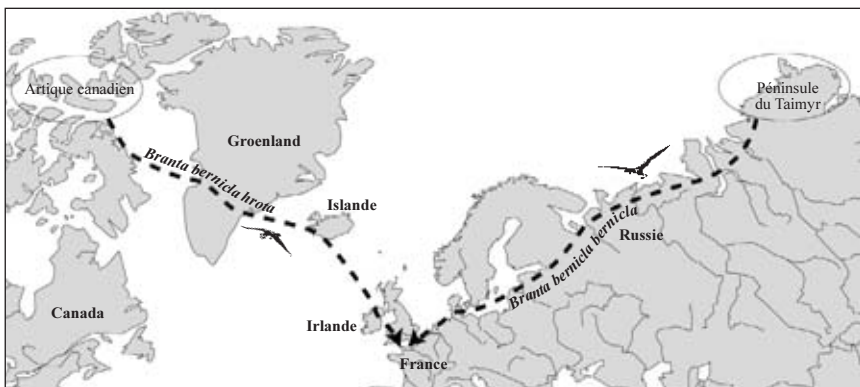 Artique canadien
Péninsule
du Taimyr
Groenland
Branta bernicla hrota
Islande
Russie
Branta bernicla bernicla
Canada
Irlande
France